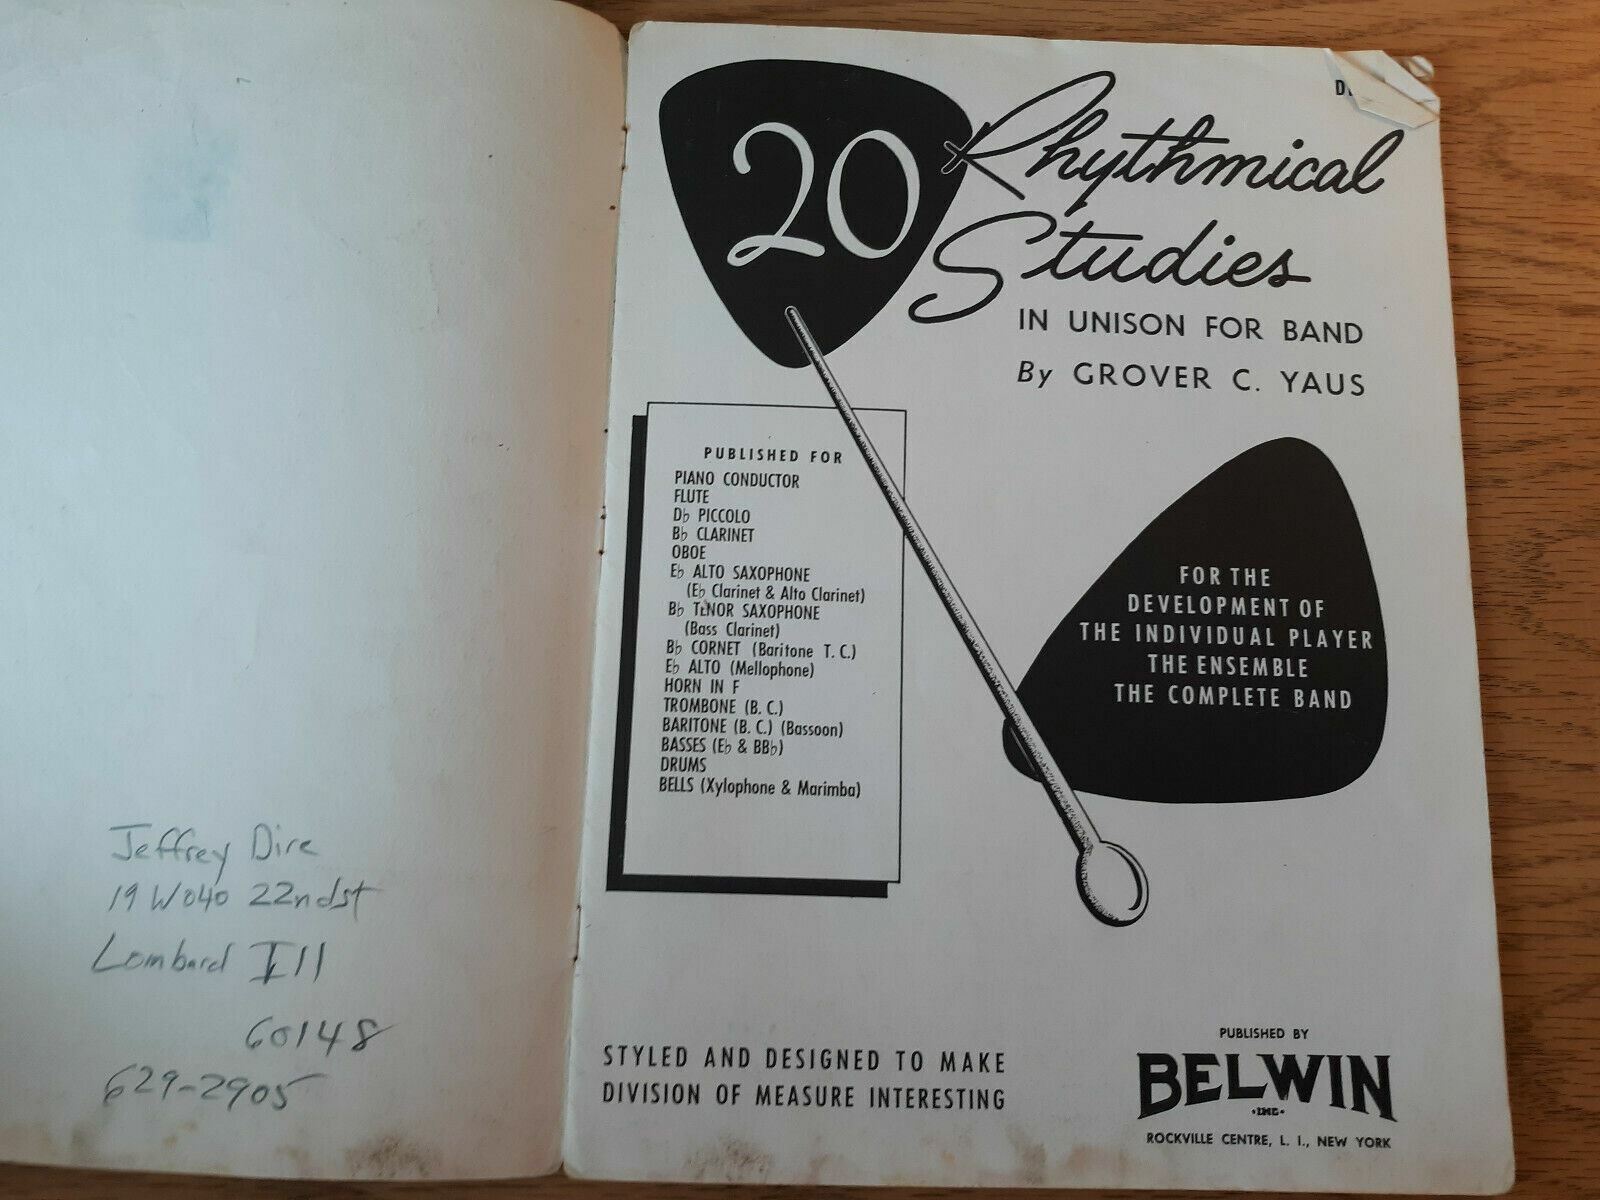 Jeffrey Dire
19W040 22ndst
Lombard Ill
60148
629-2905
20 Rhythmical
Studies
IN UNISON FOR BAND
By GROVER C. YAUS
PUBLISHED FOR
PIANO CONDUCTOR
FLUTE
D♭ PICCOLO
B♭ CLARINET
OBOE
E♭ ALTO SAXOPHONE
(E♭ Clarinet & Alto Clarinet)
B♭ TENOR SAXOPHONE
(Bass Clarinet)
B♭ CORNET (Baritone T. C.)
E♭ ALTO (Mellophone)
HORN IN F
TROMBONE (B. C.)
BARITONE (B. C.) (Bassoon)
BASSES (E♭ & BB♭)
DRUMS
BELLS (Xylophone & Marimba)
FOR THE
DEVELOPMENT OF
THE INDIVIDUAL PLAYER
THE ENSEMBLE
THE COMPLETE BAND
STYLED AND DESIGNED TO MAKE
DIVISION OF MEASURE INTERESTING
PUBLISHED BY
BELWIN
·INC·
ROCKVILLE CENTRE, L. I., NEW YORK